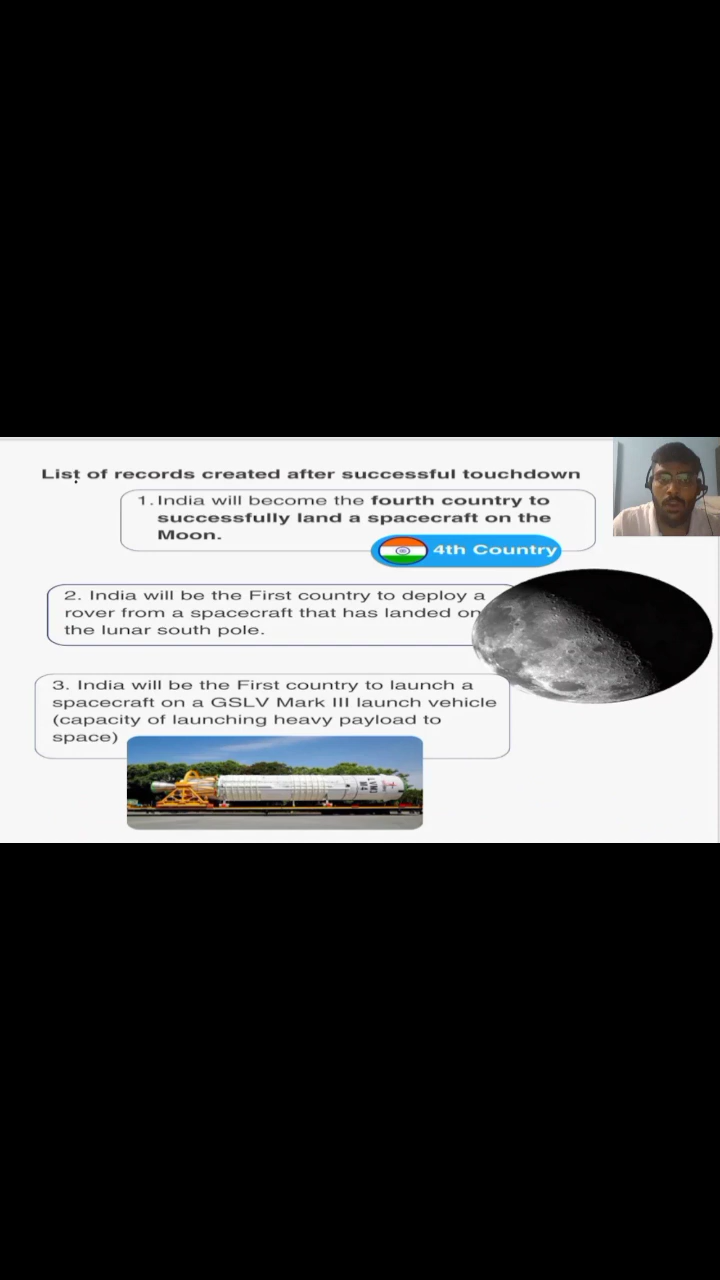 List of records created after successful touchdown
1. India will become the fourth country to
successfully land a spacecraft on the
Moon.
4th Country
2. India will be the First country to deploy a
rover from a spacecraft that has landed on
the lunar south pole.
3. India will be the First country to launch a
spacecraft on a GSLV Mark III launch vehicle
(capacity of launching heavy payload to
space)
LVM3
M4